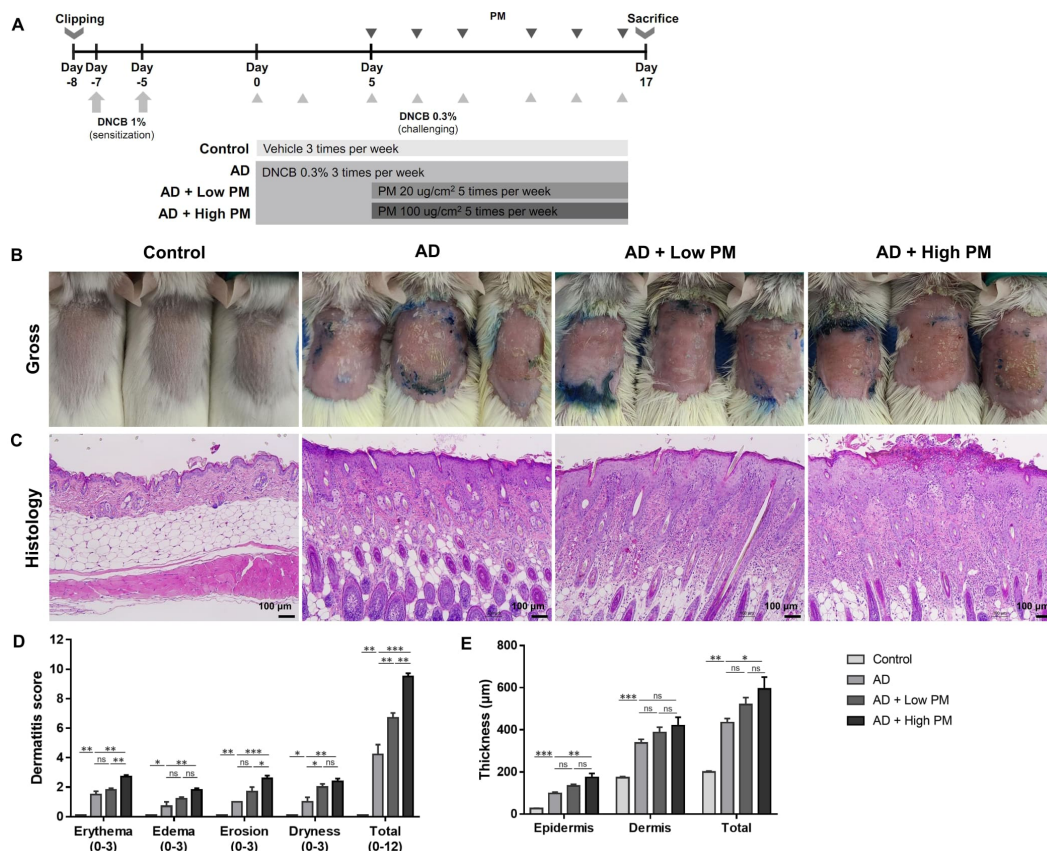 A
Clipping
PM
Sacrifice
Day Day Day Day Day Day
-8 -7 -5 0 5 17
DNCB 1%
(sensitization)
DNCB 0.3%
(challenging)
Control Vehicle 3 times per week
AD DNCB 0.3% 3 times per week
AD + Low PM PM 20 ug/cm² 5 times per week
AD + High PM PM 100 ug/cm² 5 times per week
B Control AD AD + Low PM AD + High PM
Gross
C
Histology
100 µm 100 µm 100 µm 100 µm
D
Dermatitis score
12
10
8
6
4
2
0
** ***
** **
** **
ns **
* **
ns ns
** ***
ns *
* **
* ns
Erythema Edema Erosion Dryness Total
(0-3) (0-3) (0-3) (0-3) (0-12)
E
Thickness (µm)
800
600
400
200
0
*** **
ns ns
*** ns
ns ns
** *
ns ns
Epidermis Dermis Total
Control
AD
AD + Low PM
AD + High PM